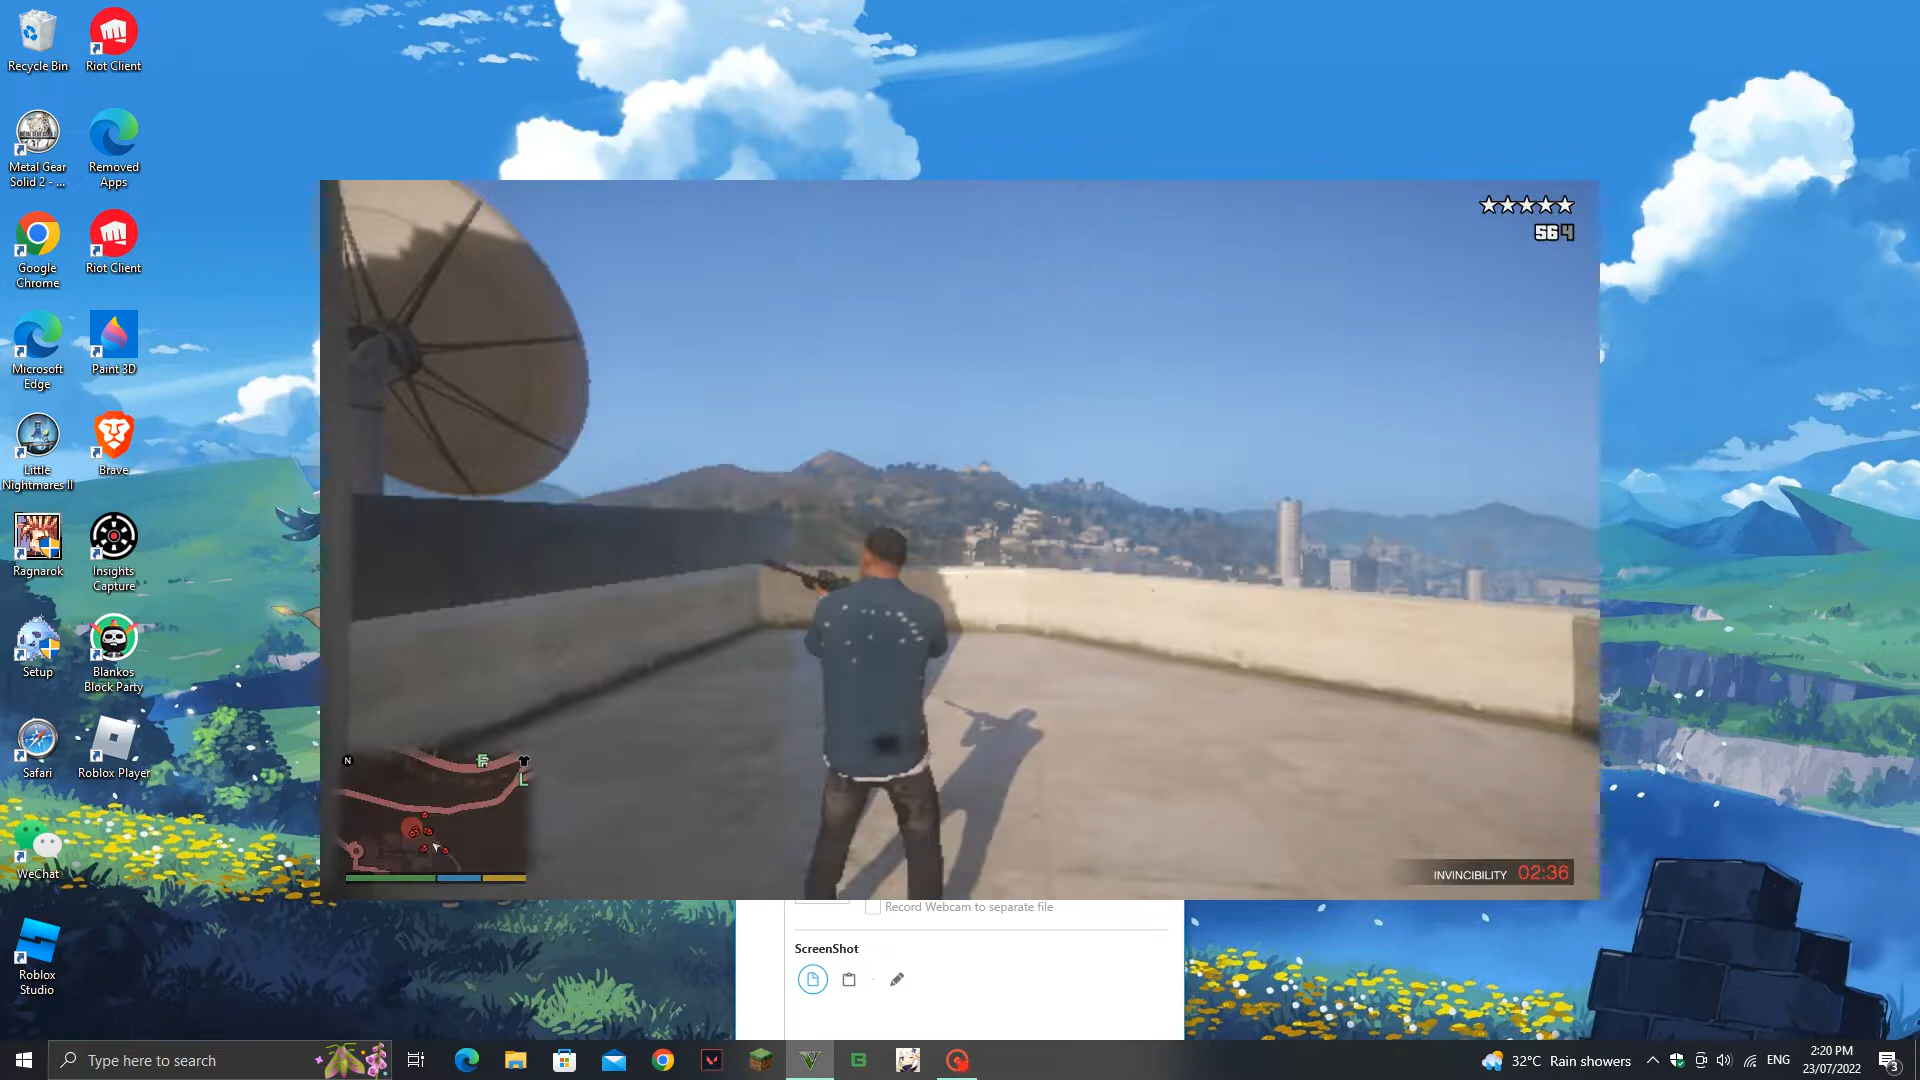 Recycle Bin
Riot Client
Metal Gear
Solid 2 - ...
Removed
Apps
Google
Chrome
Riot Client
Microsoft
Edge
Paint 3D
Little
Nightmares II
Brave
Ragnarok
Insights
Capture
Setup
Blankos
Block Party
Safari
Roblox Player
WeChat
Roblox
Studio
56 4
N
F
L
INVINCIBILITY 02:36
Record Webcam to separate file
ScreenShot
Type here to search
32°C Rain showers
ENG
2:20 PM
23/07/2022
3